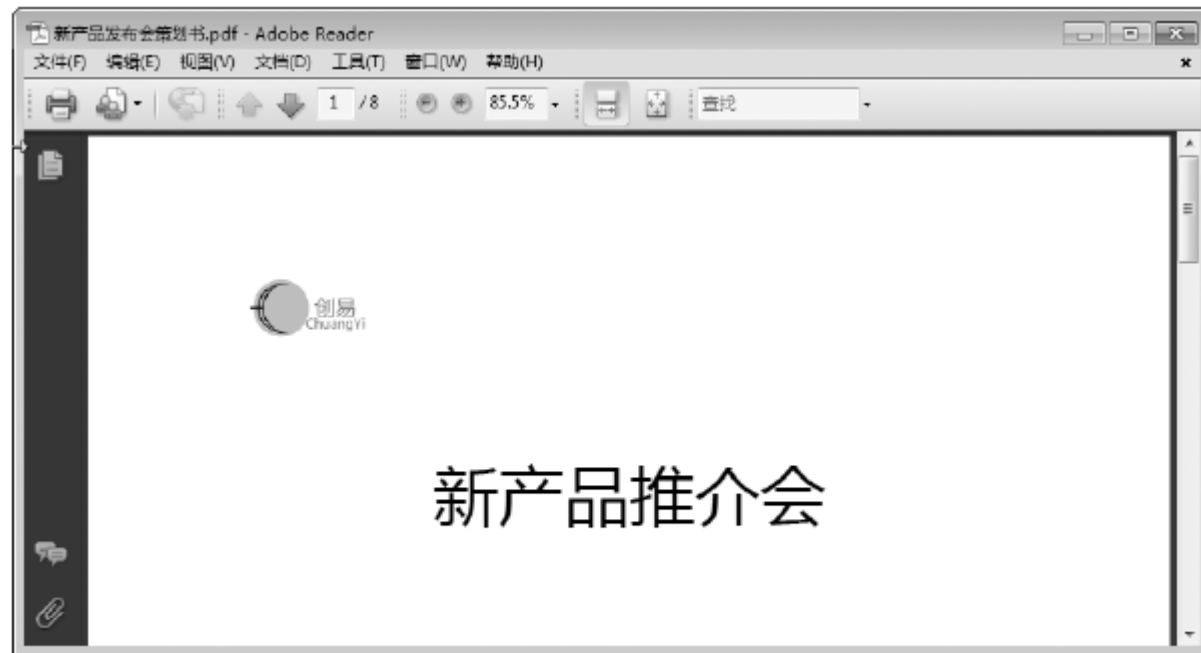 新产品发布会策划书.pdf - Adobe Reader
文件(F) 编辑(E) 视图(V) 文档(D) 工具(T) 窗口(W) 帮助(H)
1 /8 85.5% 查找
创易
ChuangYi
新产品推介会